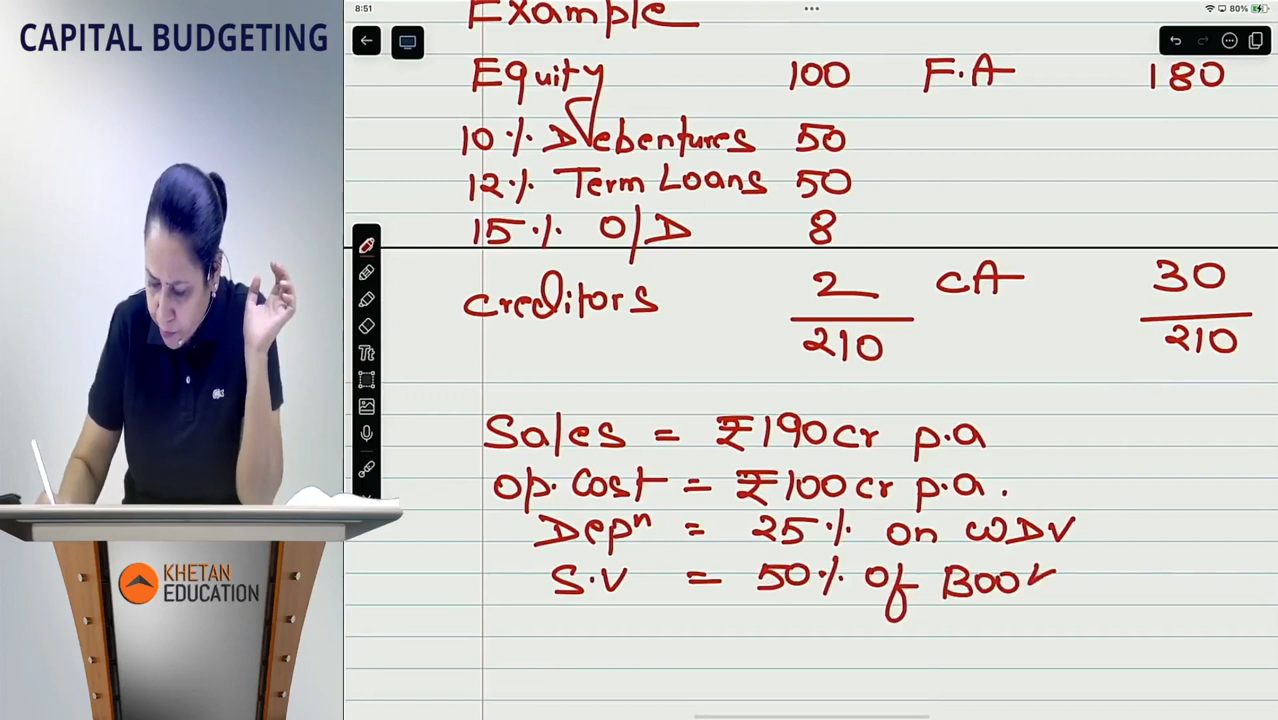 CAPITAL BUDGETING
8:51
80%
Example
Equity 100 F.A 180
10% Debentures 50
12% Term Loans 50
15% O/D 8
Creditors 2 CA 30
210 210
Sales = ₹190cr p.a
Op. Cost = ₹100cr p.a.
Depⁿ = 25% on WDV
S.V = 50% of Book
Tt
KHETAN
EDUCATION